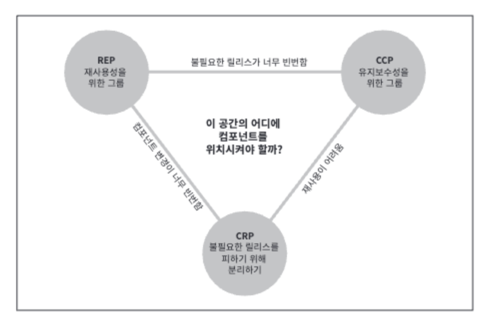 REP
재사용성을
위한 그룹
불필요한 릴리스가 너무 빈번함
CCP
유지보수성을
위한 그룹
이 공간의 어디에
컴포넌트를
위치시켜야 할까?
컴포넌트 변경이 너무 빈번함
재사용이 어려움
CRP
불필요한 릴리스를
피하기 위해
분리하기